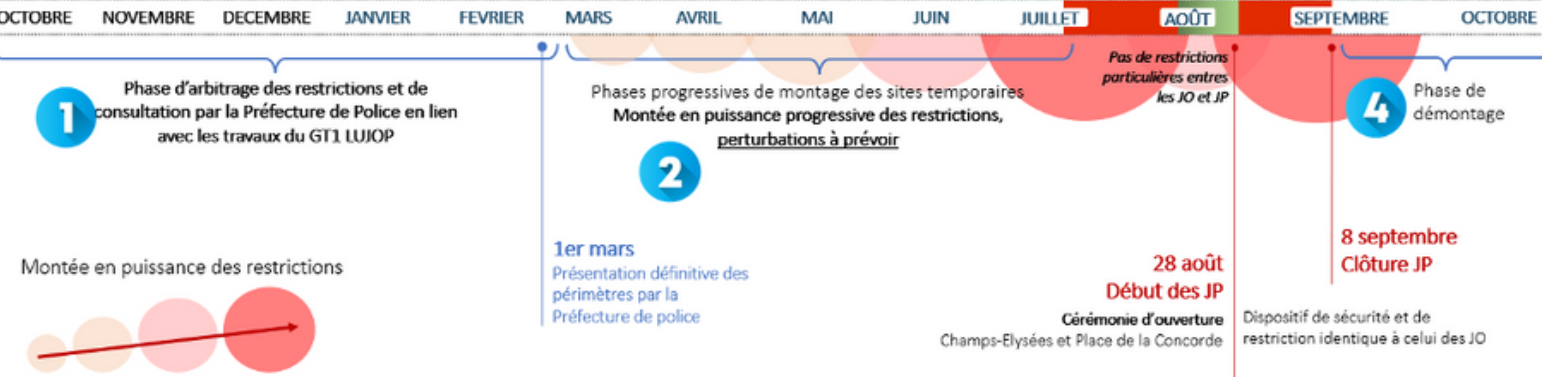 OCTOBRE NOVEMBRE DECEMBRE JANVIER FEVRIER MARS AVRIL MAI JUIN JUILLET AOÛT SEPTEMBRE OCTOBRE
1
Phase d'arbitrage des restrictions et de
consultation par la Préfecture de Police en lien
avec les travaux du GT1 LUJOP
Phases progressives de montage des sites temporaires
Montée en puissance progressive des restrictions,
perturbations à prévoir
2
Pas de restrictions
particulières entres
les JO et JP
4
Phase de
démontage
Montée en puissance des restrictions
1er mars
Présentation définitive des
périmètres par la
Préfecture de police
28 août
Début des JP
Cérémonie d'ouverture
Champs-Elysées et Place de la Concorde
8 septembre
Clôture JP
Dispositif de sécurité et de
restriction identique à celui des JO